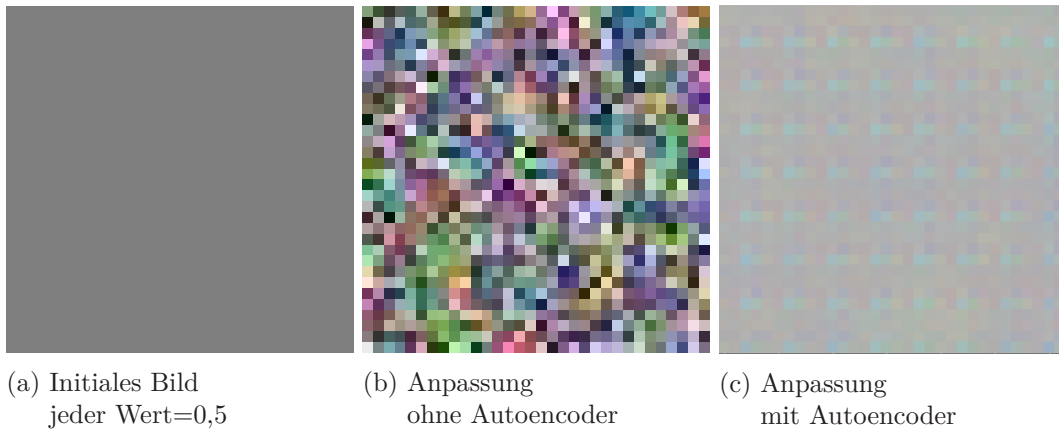 (a) Initiales Bild
jeder Wert=0,5
(b) Anpassung
ohne Autoencoder
(c) Anpassung
mit Autoencoder